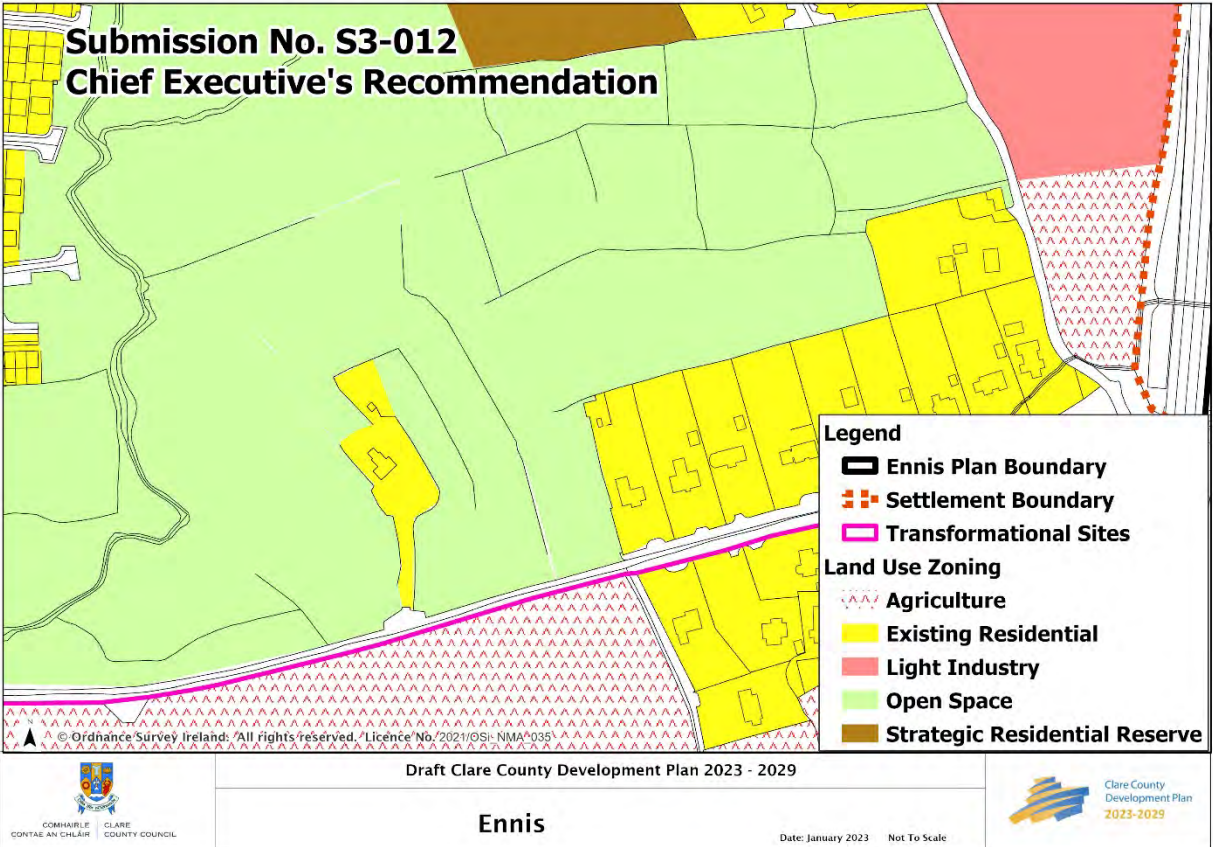 Submission No. S3-012
Chief Executive's Recommendation
Legend
Ennis Plan Boundary
Settlement Boundary
Transformational Sites
Land Use Zoning
Agriculture
Existing Residential
Light Industry
Open Space
Strategic Residential Reserve
N
© Ordnance Survey Ireland. All rights reserved. Licence No. 2021/OSi_NMA_035
COMHAIRLE CONTAE AN CHLÁIR
CLARE COUNTY COUNCIL
Draft Clare County Development Plan 2023 - 2029
Ennis
Date: January 2023 Not To Scale
Clare County
Development Plan
2023-2029